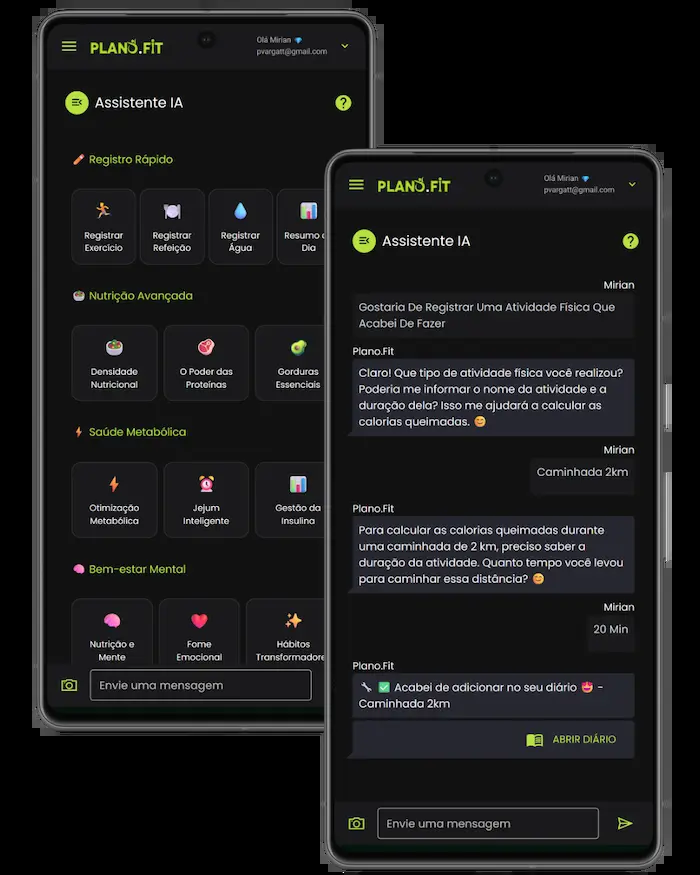 PLANO.FIT
Olá Mirian
pvargatt@gmail.com
Assistente IA
Registro Rápido
Registrar
Exercício
Registrar
Refeição
Registrar
Água
Resumo
Dia
Nutrição Avançada
Densidade
Nutricional
O Poder das
Proteínas
Gorduras
Essenciais
Saúde Metabólica
Otimização
Metabólica
Jejum
Inteligente
Gestão da
Insulina
Bem-estar Mental
Nutrição e
Mente
Fome
Emocional
Hábitos
Transformadore
Envie uma mensagem
PLANO.FIT
Olá Mirian
pvargatt@gmail.com
Assistente IA
Mirian
Gostaria De Registrar Uma Atividade Física Que
Acabei De Fazer
Plano.Fit
Claro! Que tipo de atividade física você realizou?
Poderia me informar o nome da atividade e a
duração dela? Isso me ajudará a calcular as
calorias queimadas. 😊
Mirian
Caminhada 2km
Plano.Fit
Para calcular as calorias queimadas durante
uma caminhada de 2 km, preciso saber a
duração da atividade. Quanto tempo você levou
para caminhar essa distância? 😊
Mirian
20 Min
Plano.Fit
🔧 ✅ Acabei de adicionar no seu diário 🤩 -
Caminhada 2km
ABRIR DIÁRIO
Envie uma mensagem